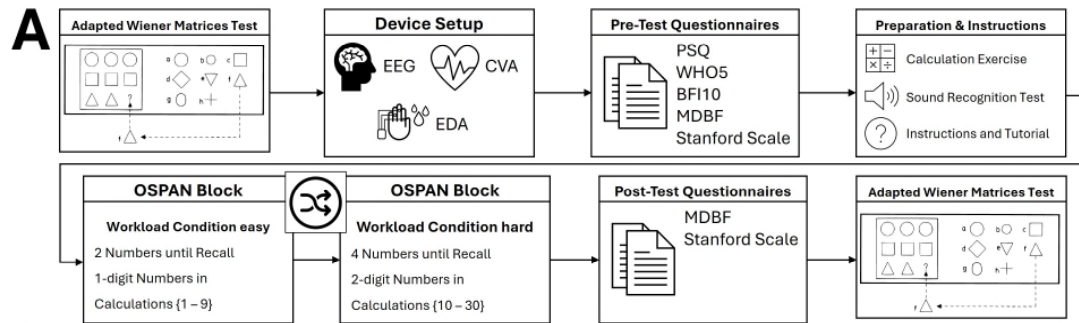 A
Adapted Wiener Matrices Test
a b c
d e f
g h
?
f
Device Setup
EEG
CVA
EDA
Pre-Test Questionnaires
PSQ
WHO5
BFI10
MDBF
Stanford Scale
Preparation & Instructions
Calculation Exercise
Sound Recognition Test
? Instructions and Tutorial
OSPAN Block
Workload Condition easy
2 Numbers until Recall
1-digit Numbers in
Calculations {1 – 9}
OSPAN Block
Workload Condition hard
4 Numbers until Recall
2-digit Numbers in
Calculations {10 – 30}
Post-Test Questionnaires
MDBF
Stanford Scale
Adapted Wiener Matrices Test
a b c
d e f
g h
?
f